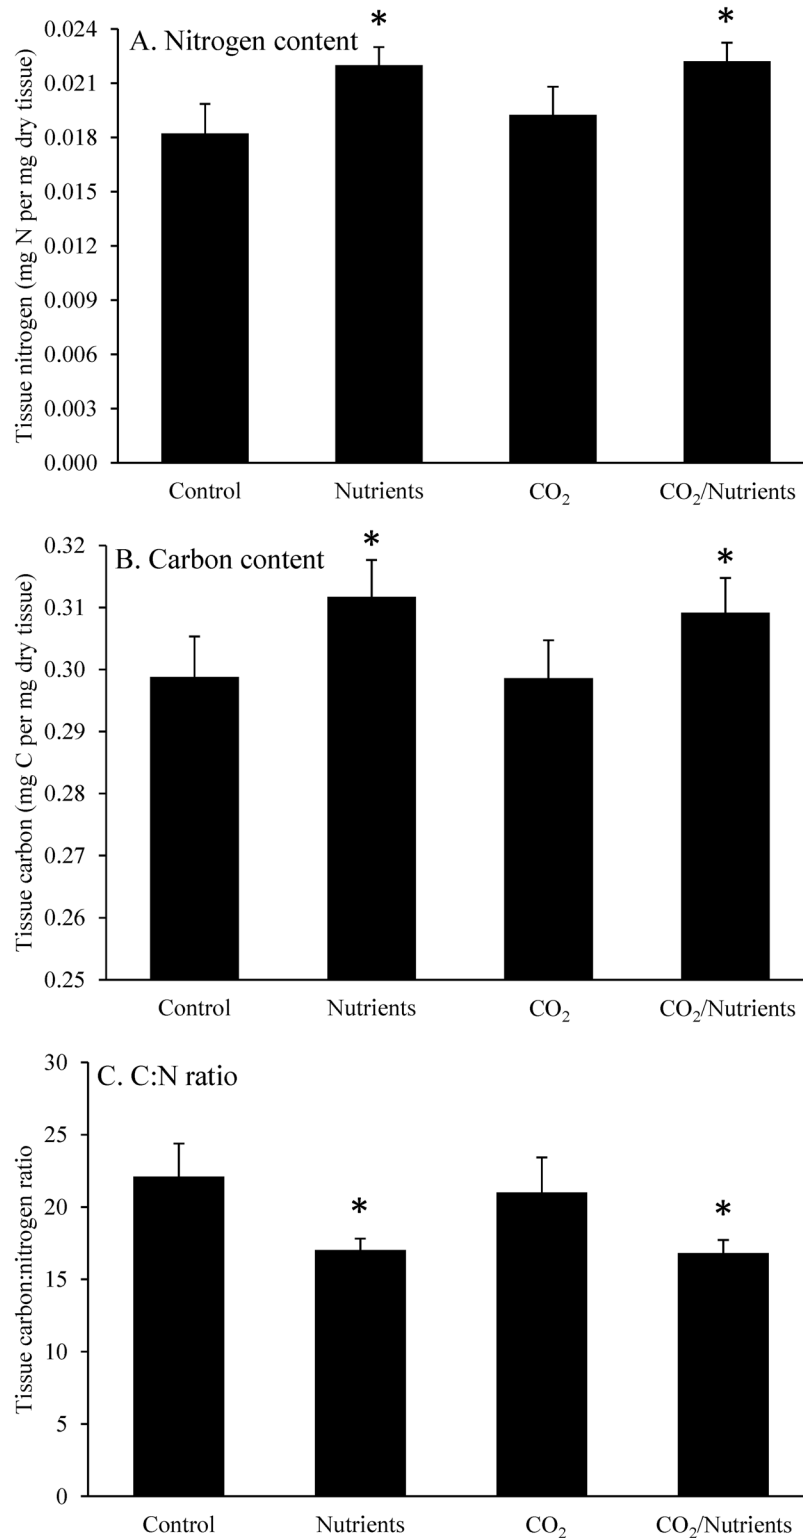 A. Nitrogen content
Tissue nitrogen (mg N per mg dry tissue)
0.024
0.021
0.018
0.015
0.012
0.009
0.006
0.003
0.000
*
*
Control
Nutrients
CO₂
CO₂/Nutrients
B. Carbon content
Tissue carbon (mg C per mg dry tissue)
0.32
0.31
0.30
0.29
0.28
0.27
0.26
0.25
*
*
Control
Nutrients
CO₂
CO₂/Nutrients
C. C:N ratio
Tissue carbon:nitrogen ratio
30
25
20
15
10
5
0
*
*
Control
Nutrients
CO₂
CO₂/Nutrients